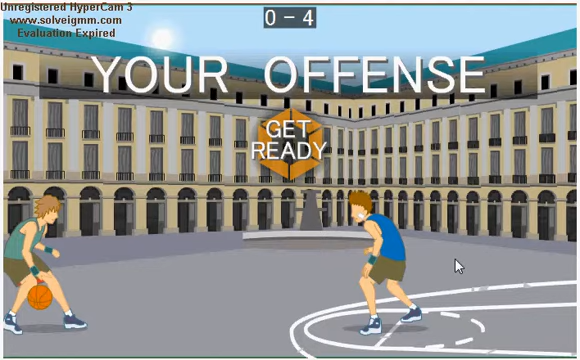 Unregistered HyperCam 3
www.solveigmm.com
Evaluation Expired
0 - 4
YOUR OFFENSE
GET
READY